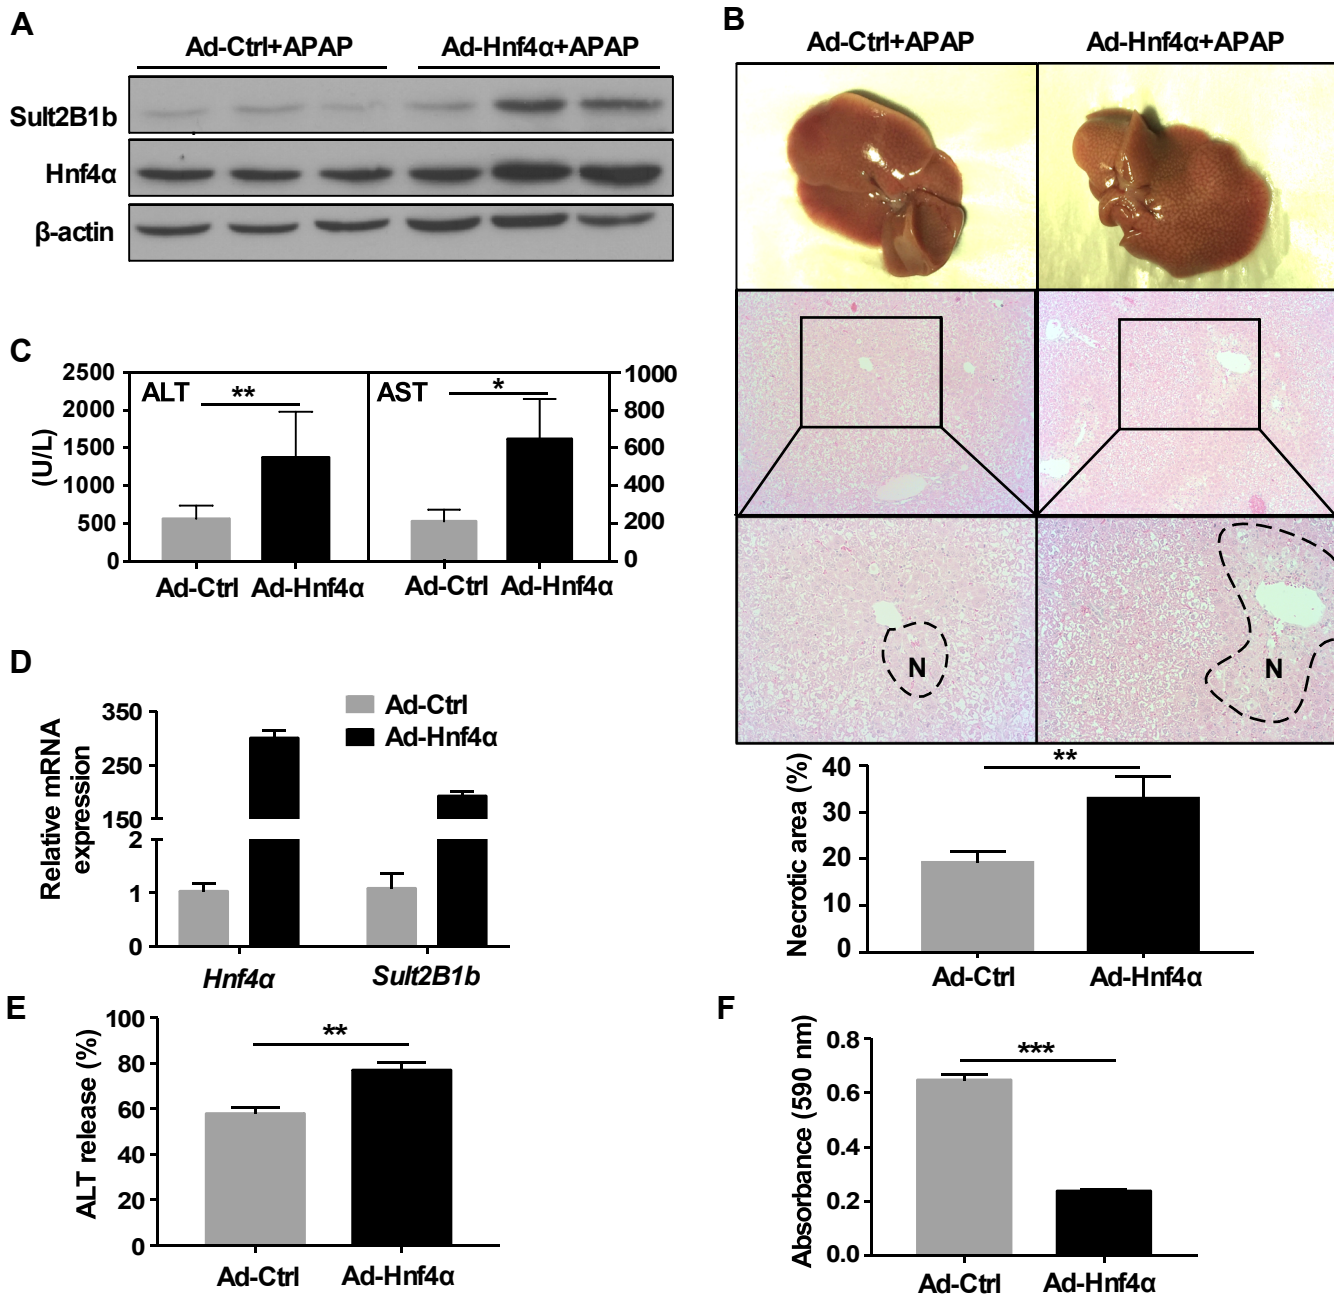 A
Ad-Ctrl+APAP
Ad-Hnf4α+APAP
Sult2B1b
Hnf4α
β-actin
B
Ad-Ctrl+APAP
Ad-Hnf4α+APAP
N
N
Necrotic area (%)
40
30
20
10
0
**
Ad-Ctrl
Ad-Hnf4α
C
(U/L)
2500
2000
1500
1000
500
0
ALT
**
AST
*
1000
800
600
400
200
0
Ad-Ctrl
Ad-Hnf4α
Ad-Ctrl
Ad-Hnf4α
D
Relative mRNA
expression
350
250
150
2
1
0
Ad-Ctrl
Ad-Hnf4α
Hnf4α
Sult2B1b
E
ALT release (%)
100
80
60
40
20
0
**
Ad-Ctrl
Ad-Hnf4α
F
Absorbance (590 nm)
0.8
0.6
0.4
0.2
0.0
***
Ad-Ctrl
Ad-Hnf4α